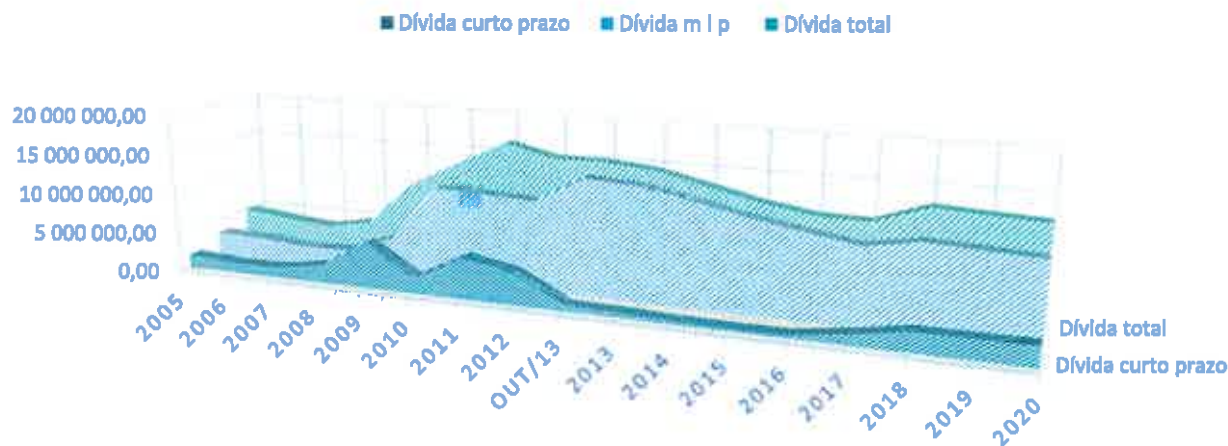 Dívida curto prazo Dívida m l p Dívida total
20 000 000,00
15 000 000,00
10 000 000,00
5 000 000,00
0,00
2005 2006 2007 2008 2009 2010 2011 2012 OUT/13 2013 2014 2015 2016 2017 2018 2019 2020
Dívida total
Dívida curto prazo